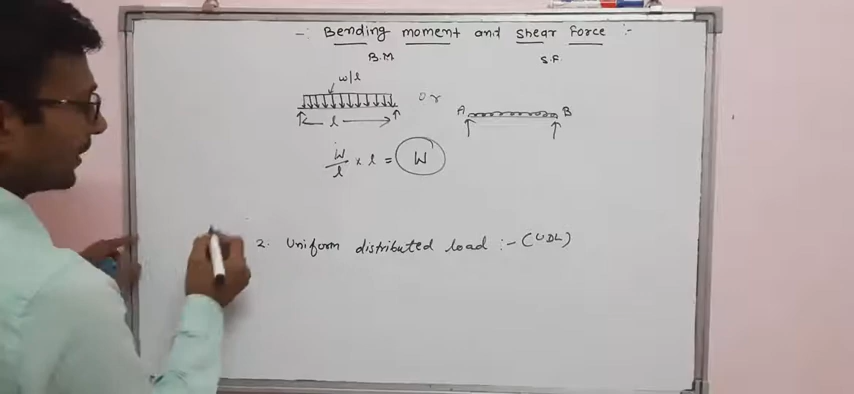 -: Bending moment and Shear Force :-
B.M S.F.
w/l
or
A B
l
W/l × l = W
2. Uniform distributed load :- (UDL)